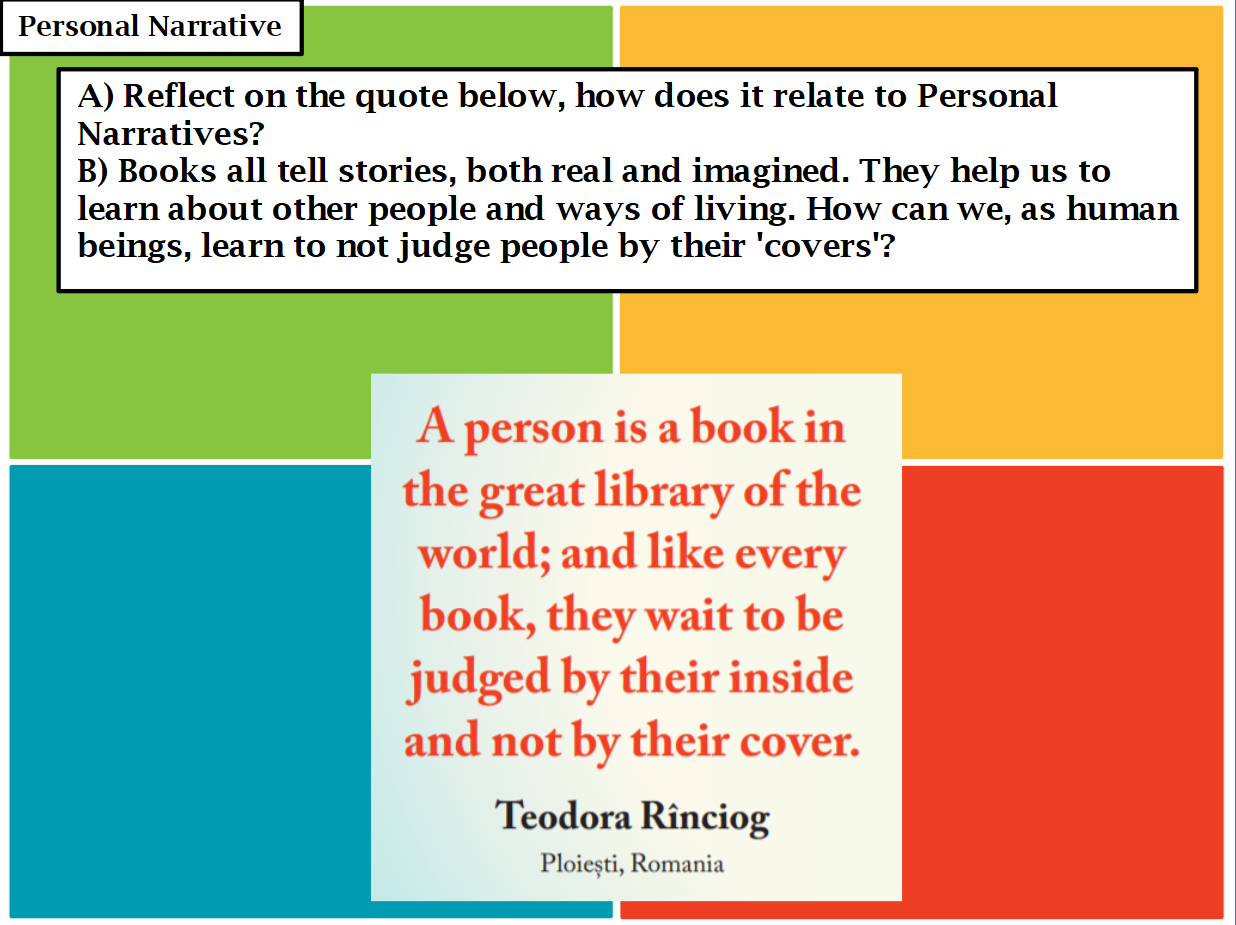 Personal Narrative
A) Reflect on the quote below, how does it relate to Personal
Narratives?
B) Books all tell stories, both real and imagined. They help us to
learn about other people and ways of living. How can we, as human
beings, learn to not judge people by their 'covers'?
A person is a book in
the great library of the
world; and like every
book, they wait to be
judged by their inside
and not by their cover.
Teodora Rînciog
Ploiești, Romania